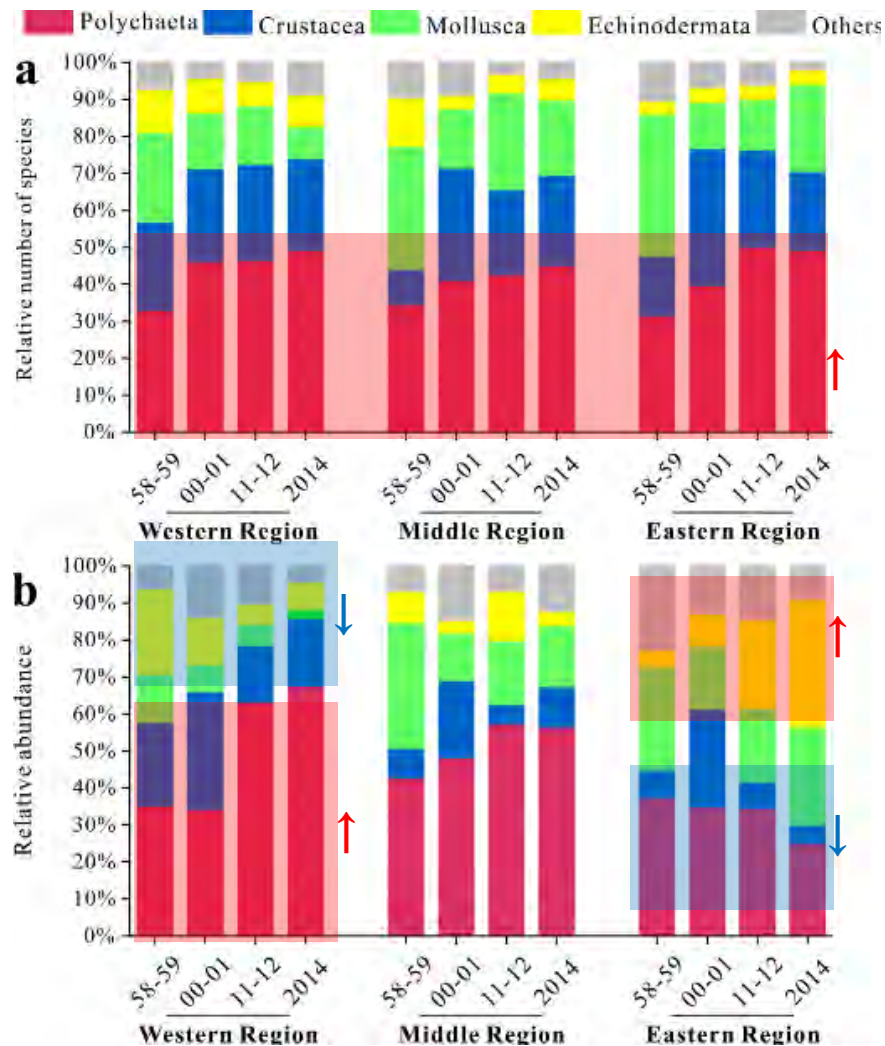 Polychaeta Crustacea Mollusca Echinodermata Others
a
Relative number of species
100%
90%
80%
70%
60%
50%
40%
30%
20%
10%
0%
↑
58-59 00-01 11-12 2014 58-59 00-01 11-12 2014 58-59 00-01 11-12 2014
Western Region Middle Region Eastern Region
b
Relative abundance
100%
90%
80%
70%
60%
50%
40%
30%
20%
10%
0%
↓ ↑
↑ ↓
58-59 00-01 11-12 2014 58-59 00-01 11-12 2014 58-59 00-01 11-12 2014
Western Region Middle Region Eastern Region